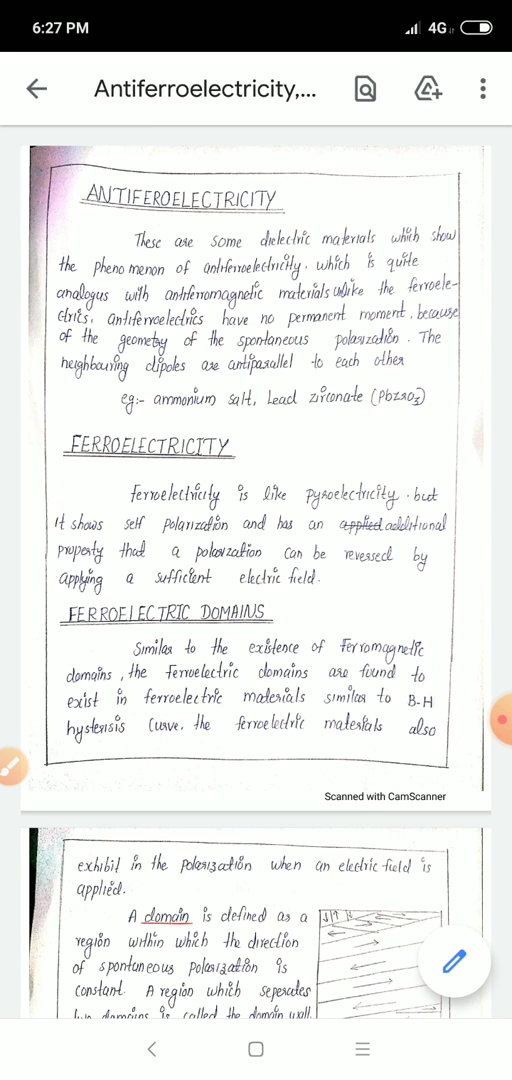 6:27 PM
4G
Antiferroelectricity,...
ANTIFEROELECTRICITY
These are some dielectric materials which show
the pheno menon of antiferroelectricity. which is quite
analogus with antiferromagnetic materials unlike the ferroele-
ctrics. antiferroelectrics have no permanent moment. because
of the geometry of the spontaneous polarization. The
neighbouring dipoles are antiparallel to each other
eg:- ammonium salt, Lead zirconate (PbZrO3)
FERROELECTRICITY
Ferroelectricity is like pyroelectricity. but
it shows self polarization and has an applied additional
property that a polarization can be reversed by
applying a sufficient electric field.
FERROELECTRIC DOMAINS
Similar to the existence of Ferromagnetic
domains, the ferroelectric domains are found to
exist in ferroelectric materials similar to B-H
hysterisis curve. the ferroelectric materials also
Scanned with CamScanner
exhibit in the polarization when an electric field is
applied.
A domain is defined as a
region within which the direction
of spontaneous polarization is
constant. A region which seperates
two domains is called the domain wall.